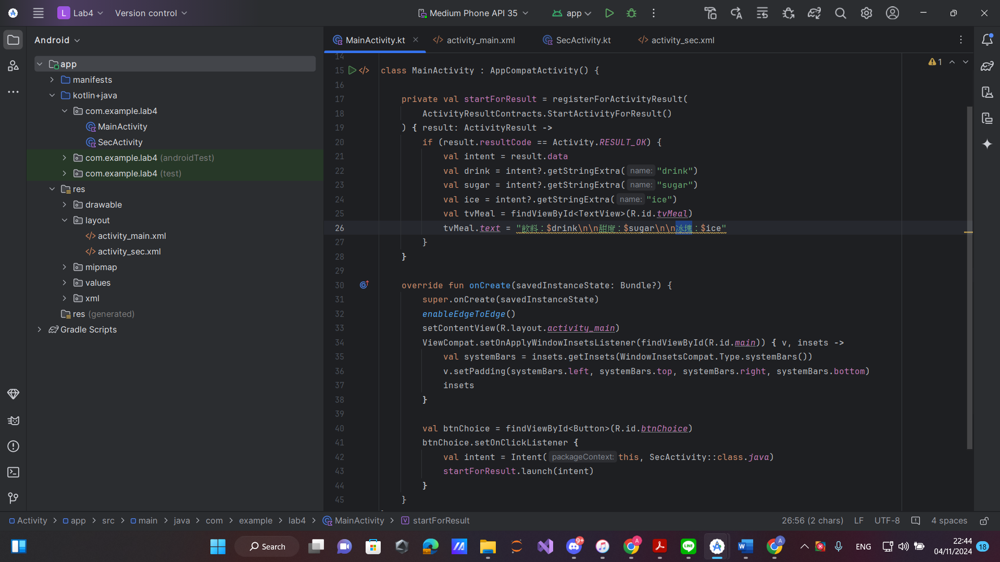 L Lab4
Version control
Medium Phone API 35
app
Android
app
manifests
kotlin+java
com.example.lab4
MainActivity
SecActivity
com.example.lab4 (androidTest)
com.example.lab4 (test)
res
drawable
layout
activity_main.xml
activity_sec.xml
mipmap
values
xml
res (generated)
Gradle Scripts
MainActivity.kt
activity_main.xml
SecActivity.kt
activity_sec.xml
1
14
15 class MainActivity : AppCompatActivity() {
16
17 private val startForResult = registerForActivityResult(
18 ActivityResultContracts.StartActivityForResult()
19 ) { result: ActivityResult ->
20 if (result.resultCode == Activity.RESULT_OK) {
21 val intent = result.data
22 val drink = intent?.getStringExtra( name: "drink")
23 val sugar = intent?.getStringExtra( name: "sugar")
24 val ice = intent?.getStringExtra( name: "ice")
25 val tvMeal = findViewById<TextView>(R.id.tvMeal)
26 tvMeal.text = "飲料：$drink\n\n甜度：$sugar\n\n冰塊：$ice"
27 }
28 }
29
30 override fun onCreate(savedInstanceState: Bundle?) {
31 super.onCreate(savedInstanceState)
32 enableEdgeToEdge()
33 setContentView(R.layout.activity_main)
34 ViewCompat.setOnApplyWindowInsetsListener(findViewById(R.id.main)) { v, insets ->
35 val systemBars = insets.getInsets(WindowInsetsCompat.Type.systemBars())
36 v.setPadding(systemBars.left, systemBars.top, systemBars.right, systemBars.bottom)
37 insets
38 }
39
40 val btnChoice = findViewById<Button>(R.id.btnChoice)
41 btnChoice.setOnClickListener {
42 val intent = Intent( packageContext: this, SecActivity::class.java)
43 startForResult.launch(intent)
44 }
45 }
Activity > app > src > main > java > com > example > lab4 > MainActivity > startForResult
26:56 (2 chars) LF UTF-8 4 spaces
Search
9+
A
LINE
W
A
ENG
22:44
04/11/2024
18